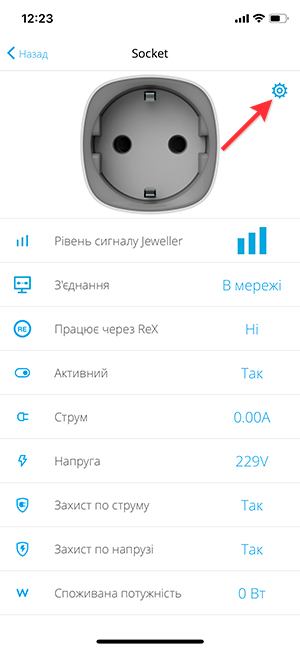 12:23
Назад
Socket
Рівень сигналу Jeweller
З'єднання
В мережі
RE
Працює через ReX
Ні
Активний
Так
Струм
0.00А
Напруга
229V
Захист по струму
Так
Захист по напрузі
Так
W
Споживана потужність
0 Вт